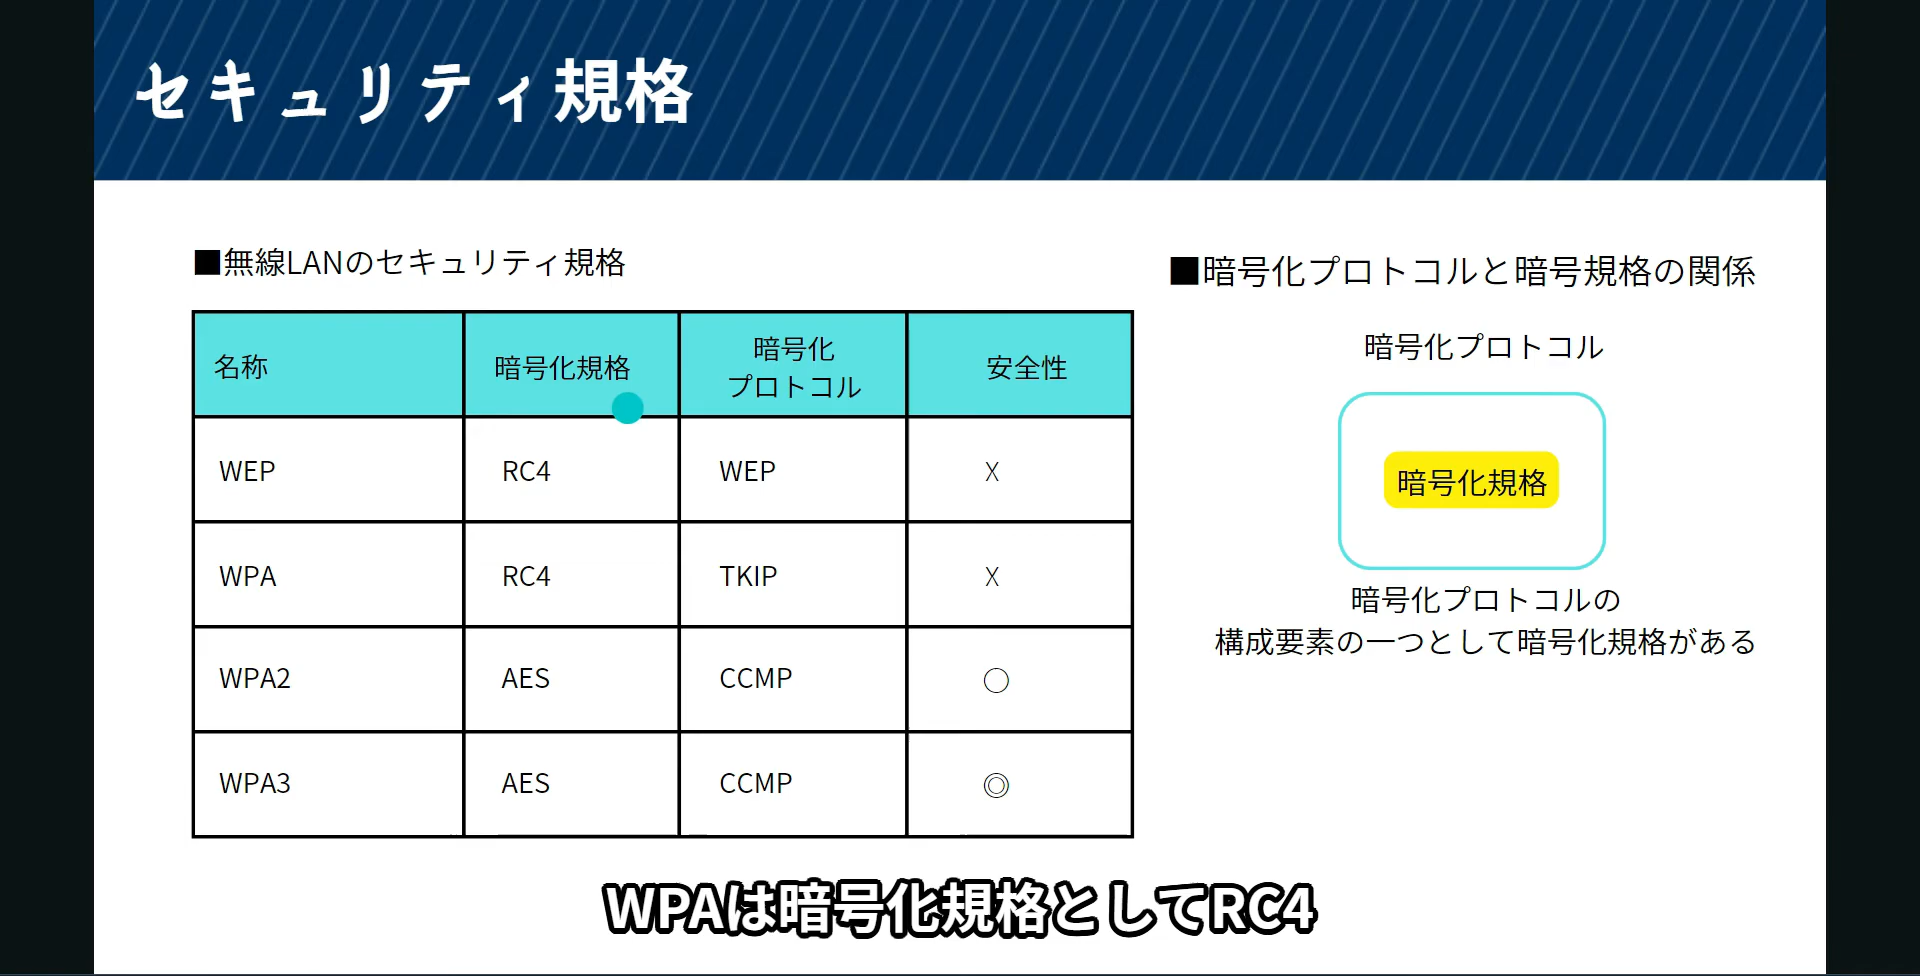 セキュリティ規格
■無線LANのセキュリティ規格
名称 暗号化規格 暗号化プロトコル 安全性
WEP RC4 WEP X
WPA RC4 TKIP X
WPA2 AES CCMP ○
WPA3 AES CCMP ◎
■暗号化プロトコルと暗号規格の関係
暗号化プロトコル
暗号化規格
暗号化プロトコルの
構成要素の一つとして暗号化規格がある
WPAは暗号化規格としてRC4